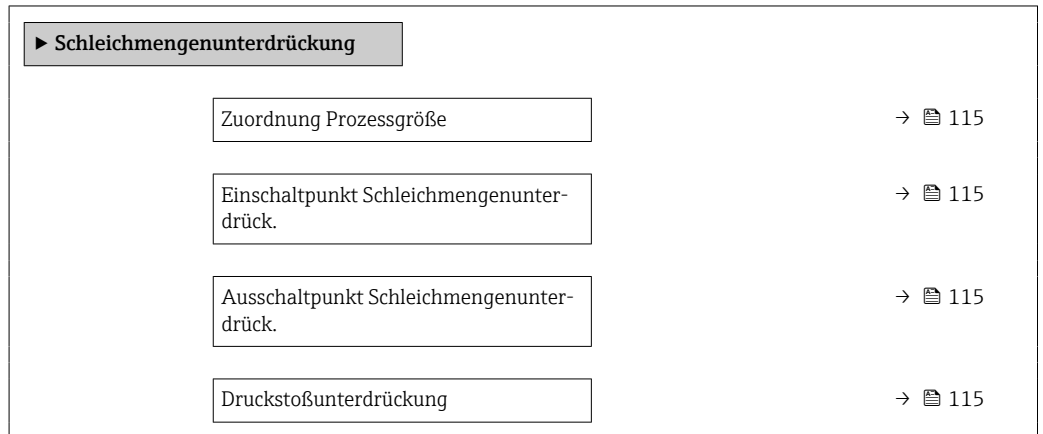 ▶ Schleichmengenunterdrückung
Zuordnung Prozessgröße → 🖺 115
Einschaltpunkt Schleichmengenunter-
drück. → 🖺 115
Ausschaltpunkt Schleichmengenunter-
drück. → 🖺 115
Druckstoßunterdrückung → 🖺 115